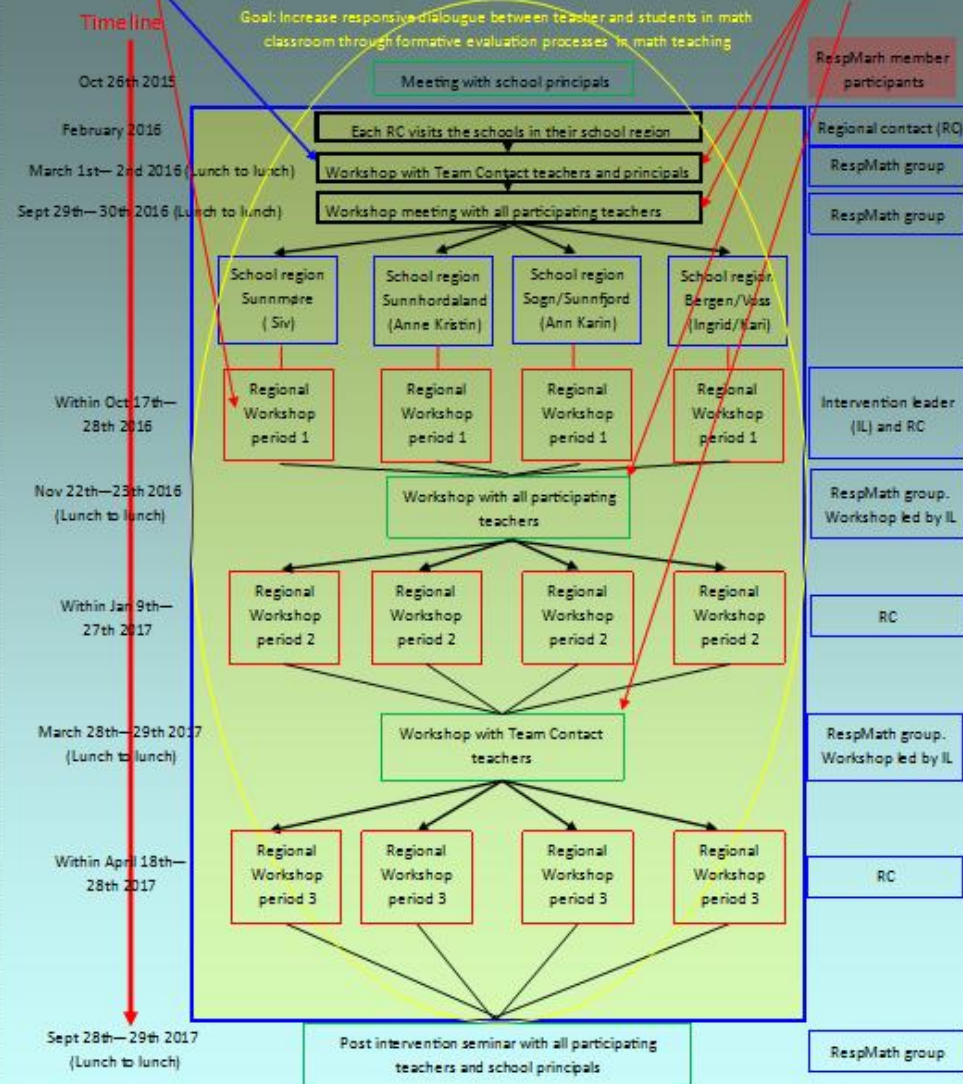 Timeline
Goal: Increase responsive dialougue between teacher and students in math
classroom through formative evaluation processes in math teaching
RespMarh member
participants
Oct 26th 2015
Meeting with school principals
February 2016
Each RC visits the schools in their school region
Regional contact (RC)
March 1st— 2nd 2016 (Lunch to lunch)
Workshop with Team Contact teachers and principals
RespMath group
Sept 29th—30th 2016 (Lunch to lunch)
Workshop meeting with all participating teachers
RespMath group
School region
Sunnmøre
( Siv)
School region
Sunnhordaland
(Anne Kristin)
School region
Sogn/Sunnfjord
(Ann Karin)
School region
Bergen/Voss
(Ingrid/Kari)
Within Oct 17th—
28th 2016
Regional
Workshop
period 1
Regional
Workshop
period 1
Regional
Workshop
period 1
Regional
Workshop
period 1
Intervention leader
(IL) and RC
Nov 22th—23th 2016
(Lunch to lunch)
Workshop with all participating
teachers
RespMath group.
Workshop led by IL
Within Jan 9th—
27th 2017
Regional
Workshop
period 2
Regional
Workshop
period 2
Regional
Workshop
period 2
Regional
Workshop
period 2
RC
March 28th—29th 2017
(Lunch to lunch)
Workshop with Team Contact
teachers
RespMath group.
Workshop led by IL
Within April 18th—
28th 2017
Regional
Workshop
period 3
Regional
Workshop
period 3
Regional
Workshop
period 3
Regional
Workshop
period 3
RC
Sept 28th—29th 2017
(Lunch to lunch)
Post intervention seminar with all participating
teachers and school principals
RespMath group